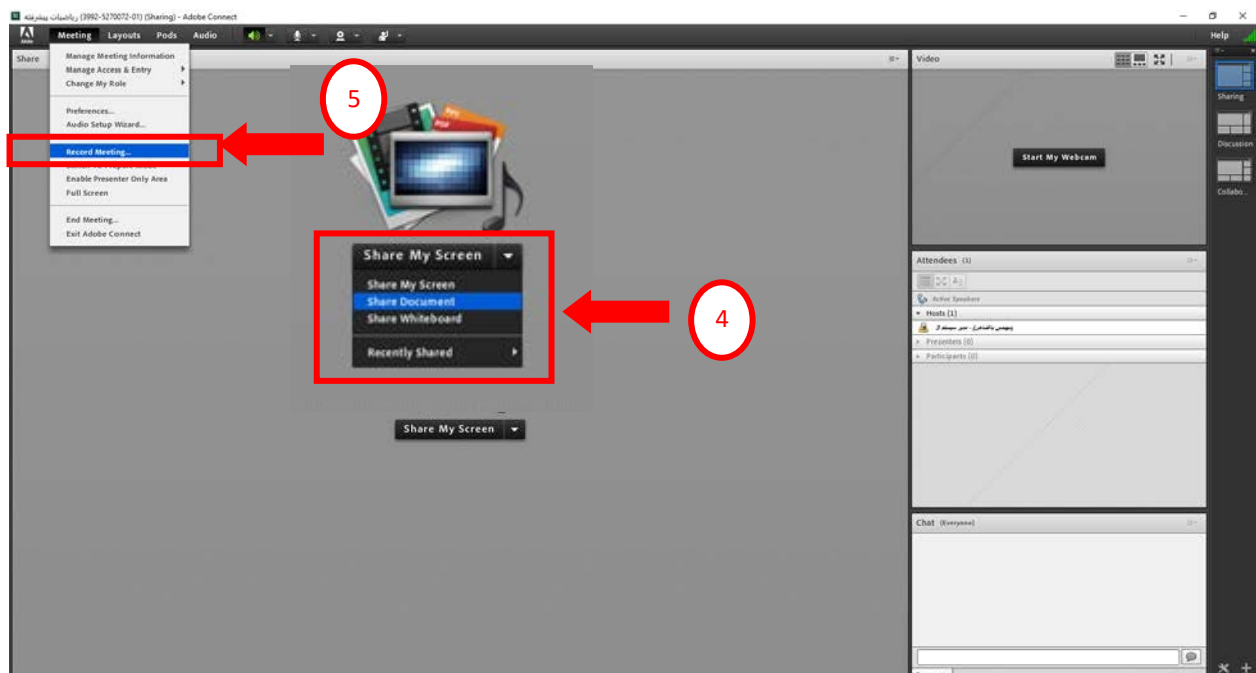 ریاضیات پیشرفته (3992-5270072-01) (Sharing) - Adobe Connect
Adobe
Meeting Layouts Pods Audio
Help
Share
Manage Meeting Information
Manage Access & Entry
Change My Role
Preferences...
Audio Setup Wizard...
Record Meeting...
Enable Presenter Only Area
Full Screen
End Meeting...
Exit Adobe Connect
5
Share My Screen
Share My Screen
Share Document
Share Whiteboard
Recently Shared
4
Share My Screen
Video
Start My Webcam
Attendees (1)
Active Speakers
Hosts (1)
Presenters (0)
Participants (0)
Chat (Everyone)
Sharing
Discussion
Collabo...